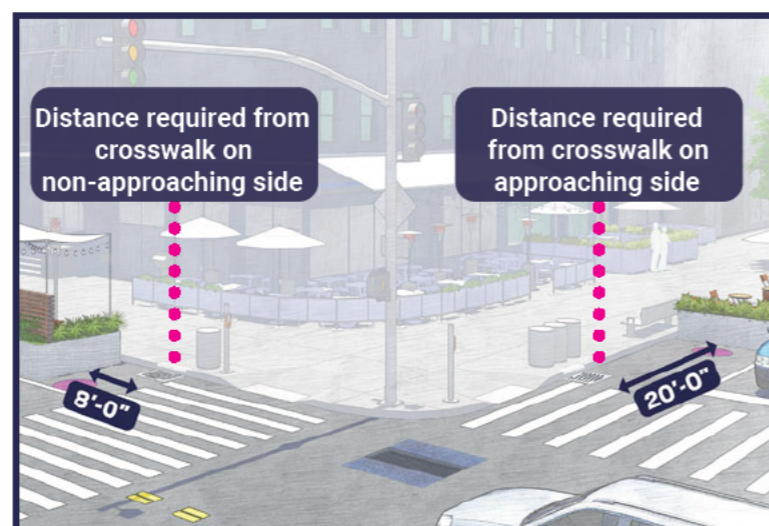 Distance required from
crosswalk on
non-approaching side
Distance required
from crosswalk on
approaching side
8'-0"
20'-0"